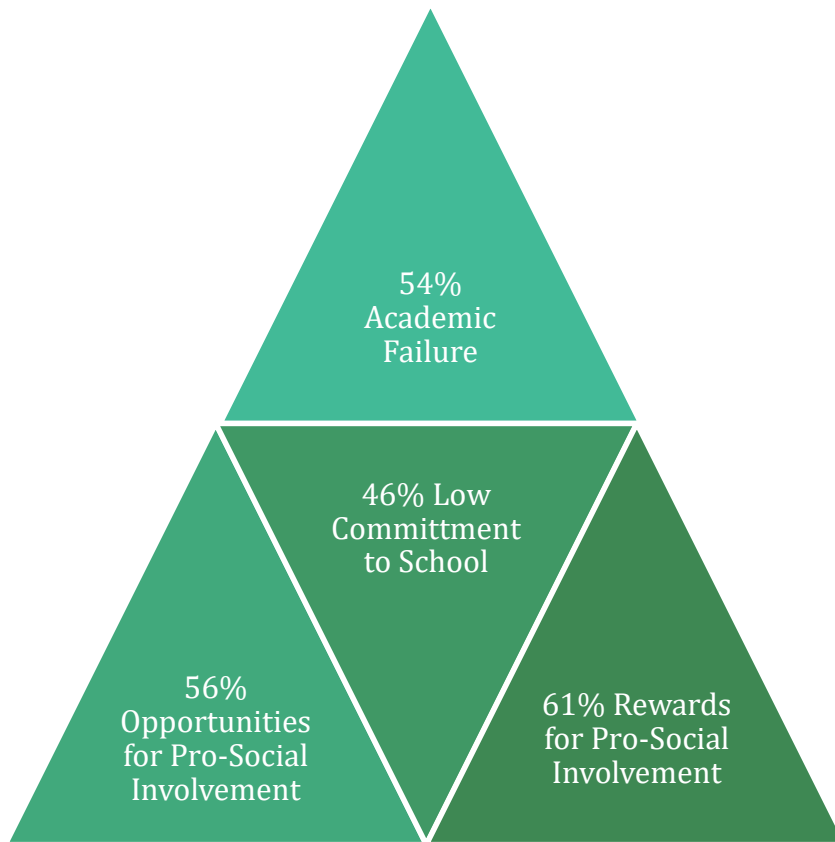 54%
Academic
Failure
46% Low
Committment
to School
56%
Opportunities
for Pro-Social
Involvement
61% Rewards
for Pro-Social
Involvement